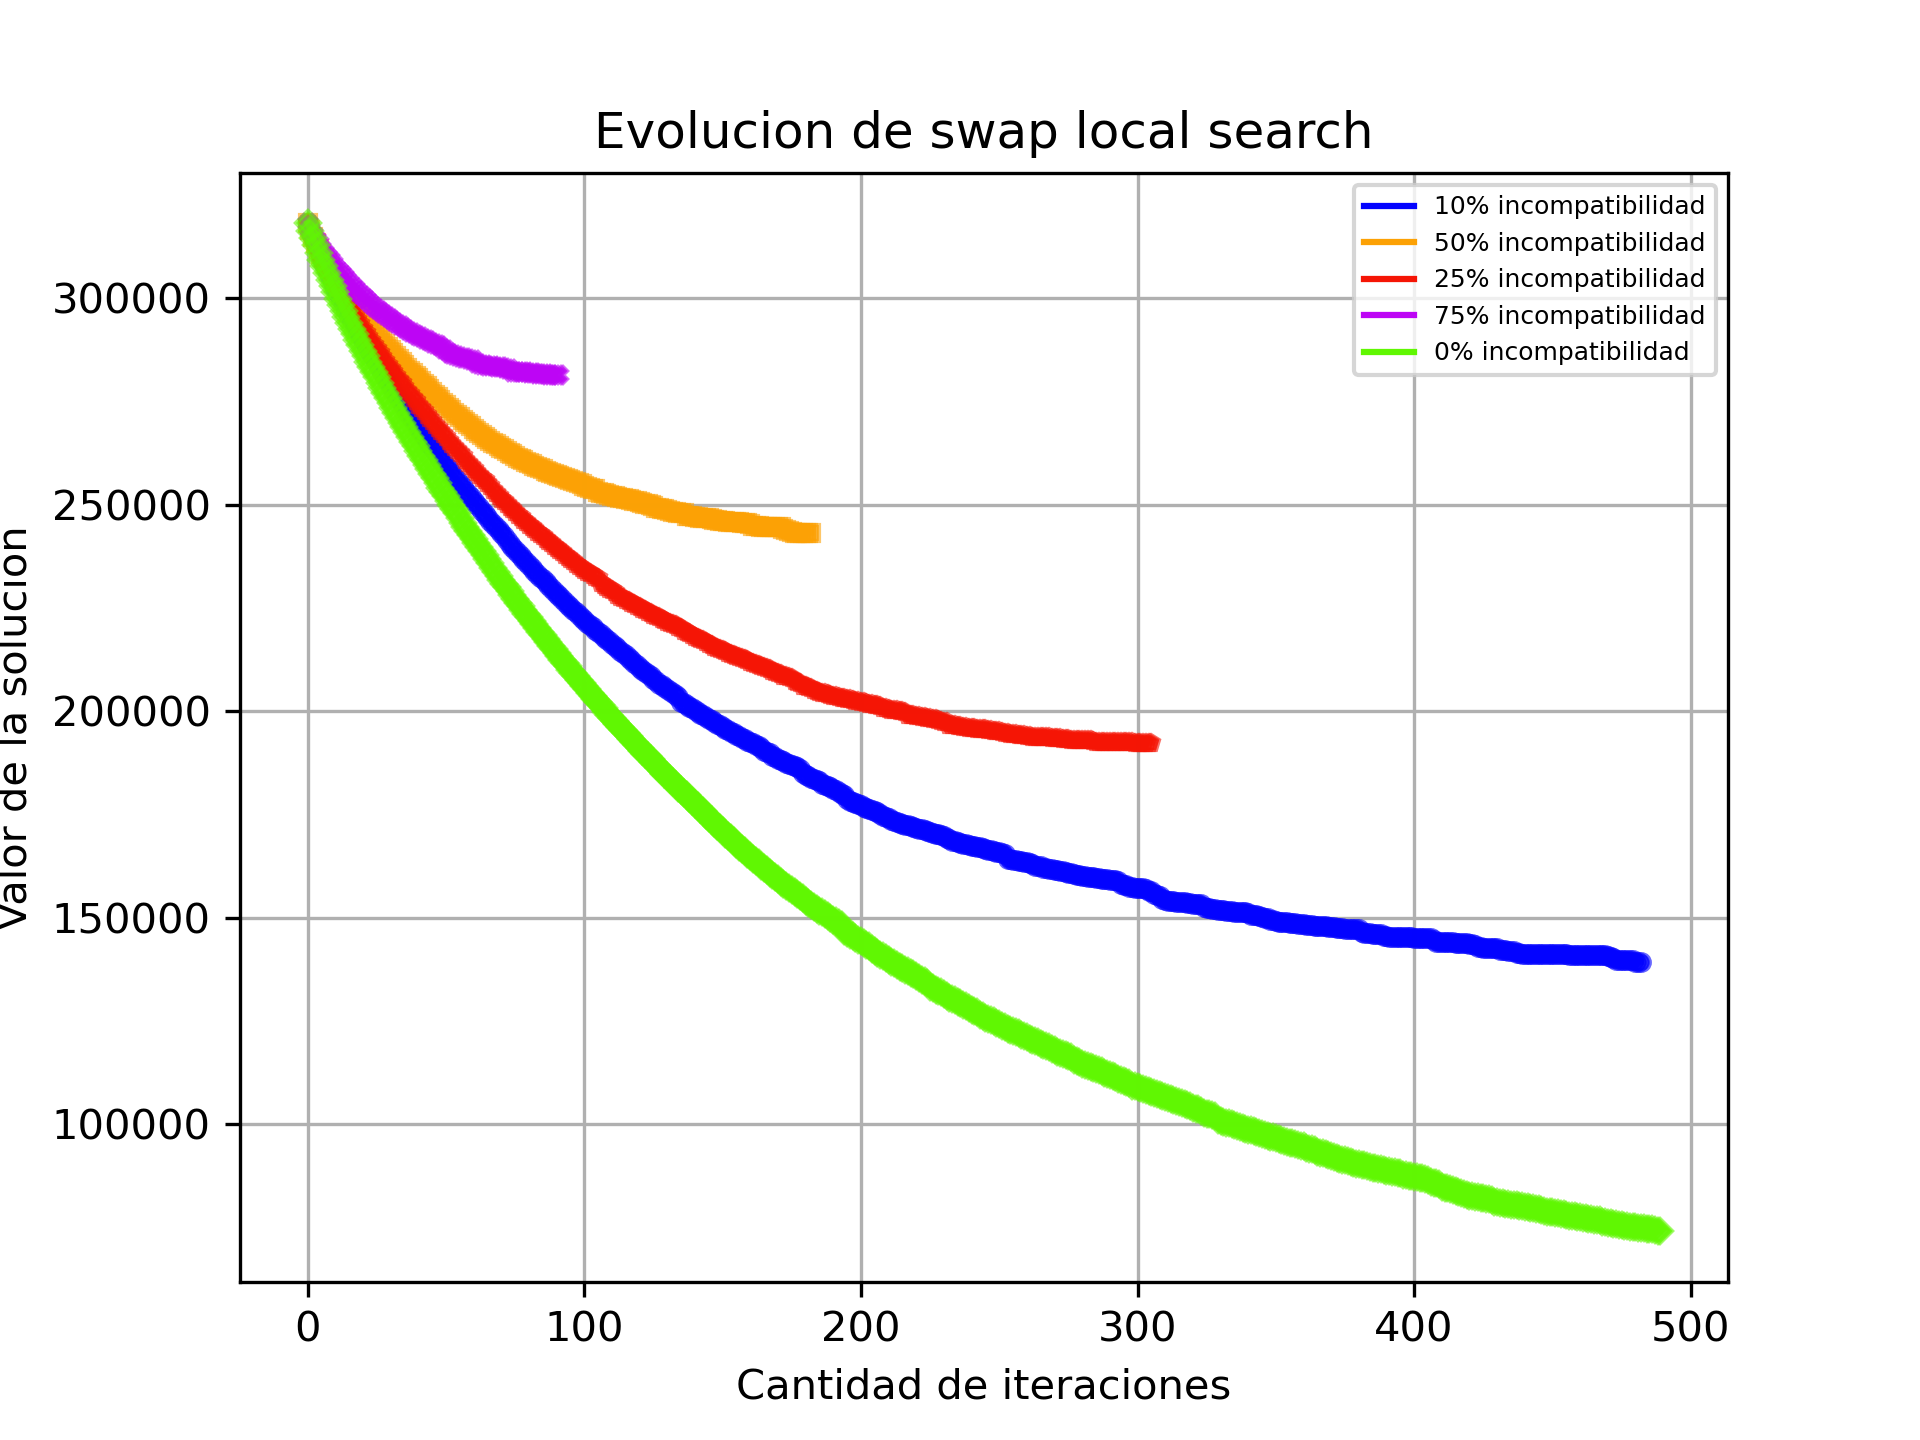 Evolucion de swap local search
10% incompatibilidad
50% incompatibilidad
25% incompatibilidad
75% incompatibilidad
0% incompatibilidad
300000
250000
200000
150000
100000
Valor de la solucion
0 100 200 300 400 500
Cantidad de iteraciones